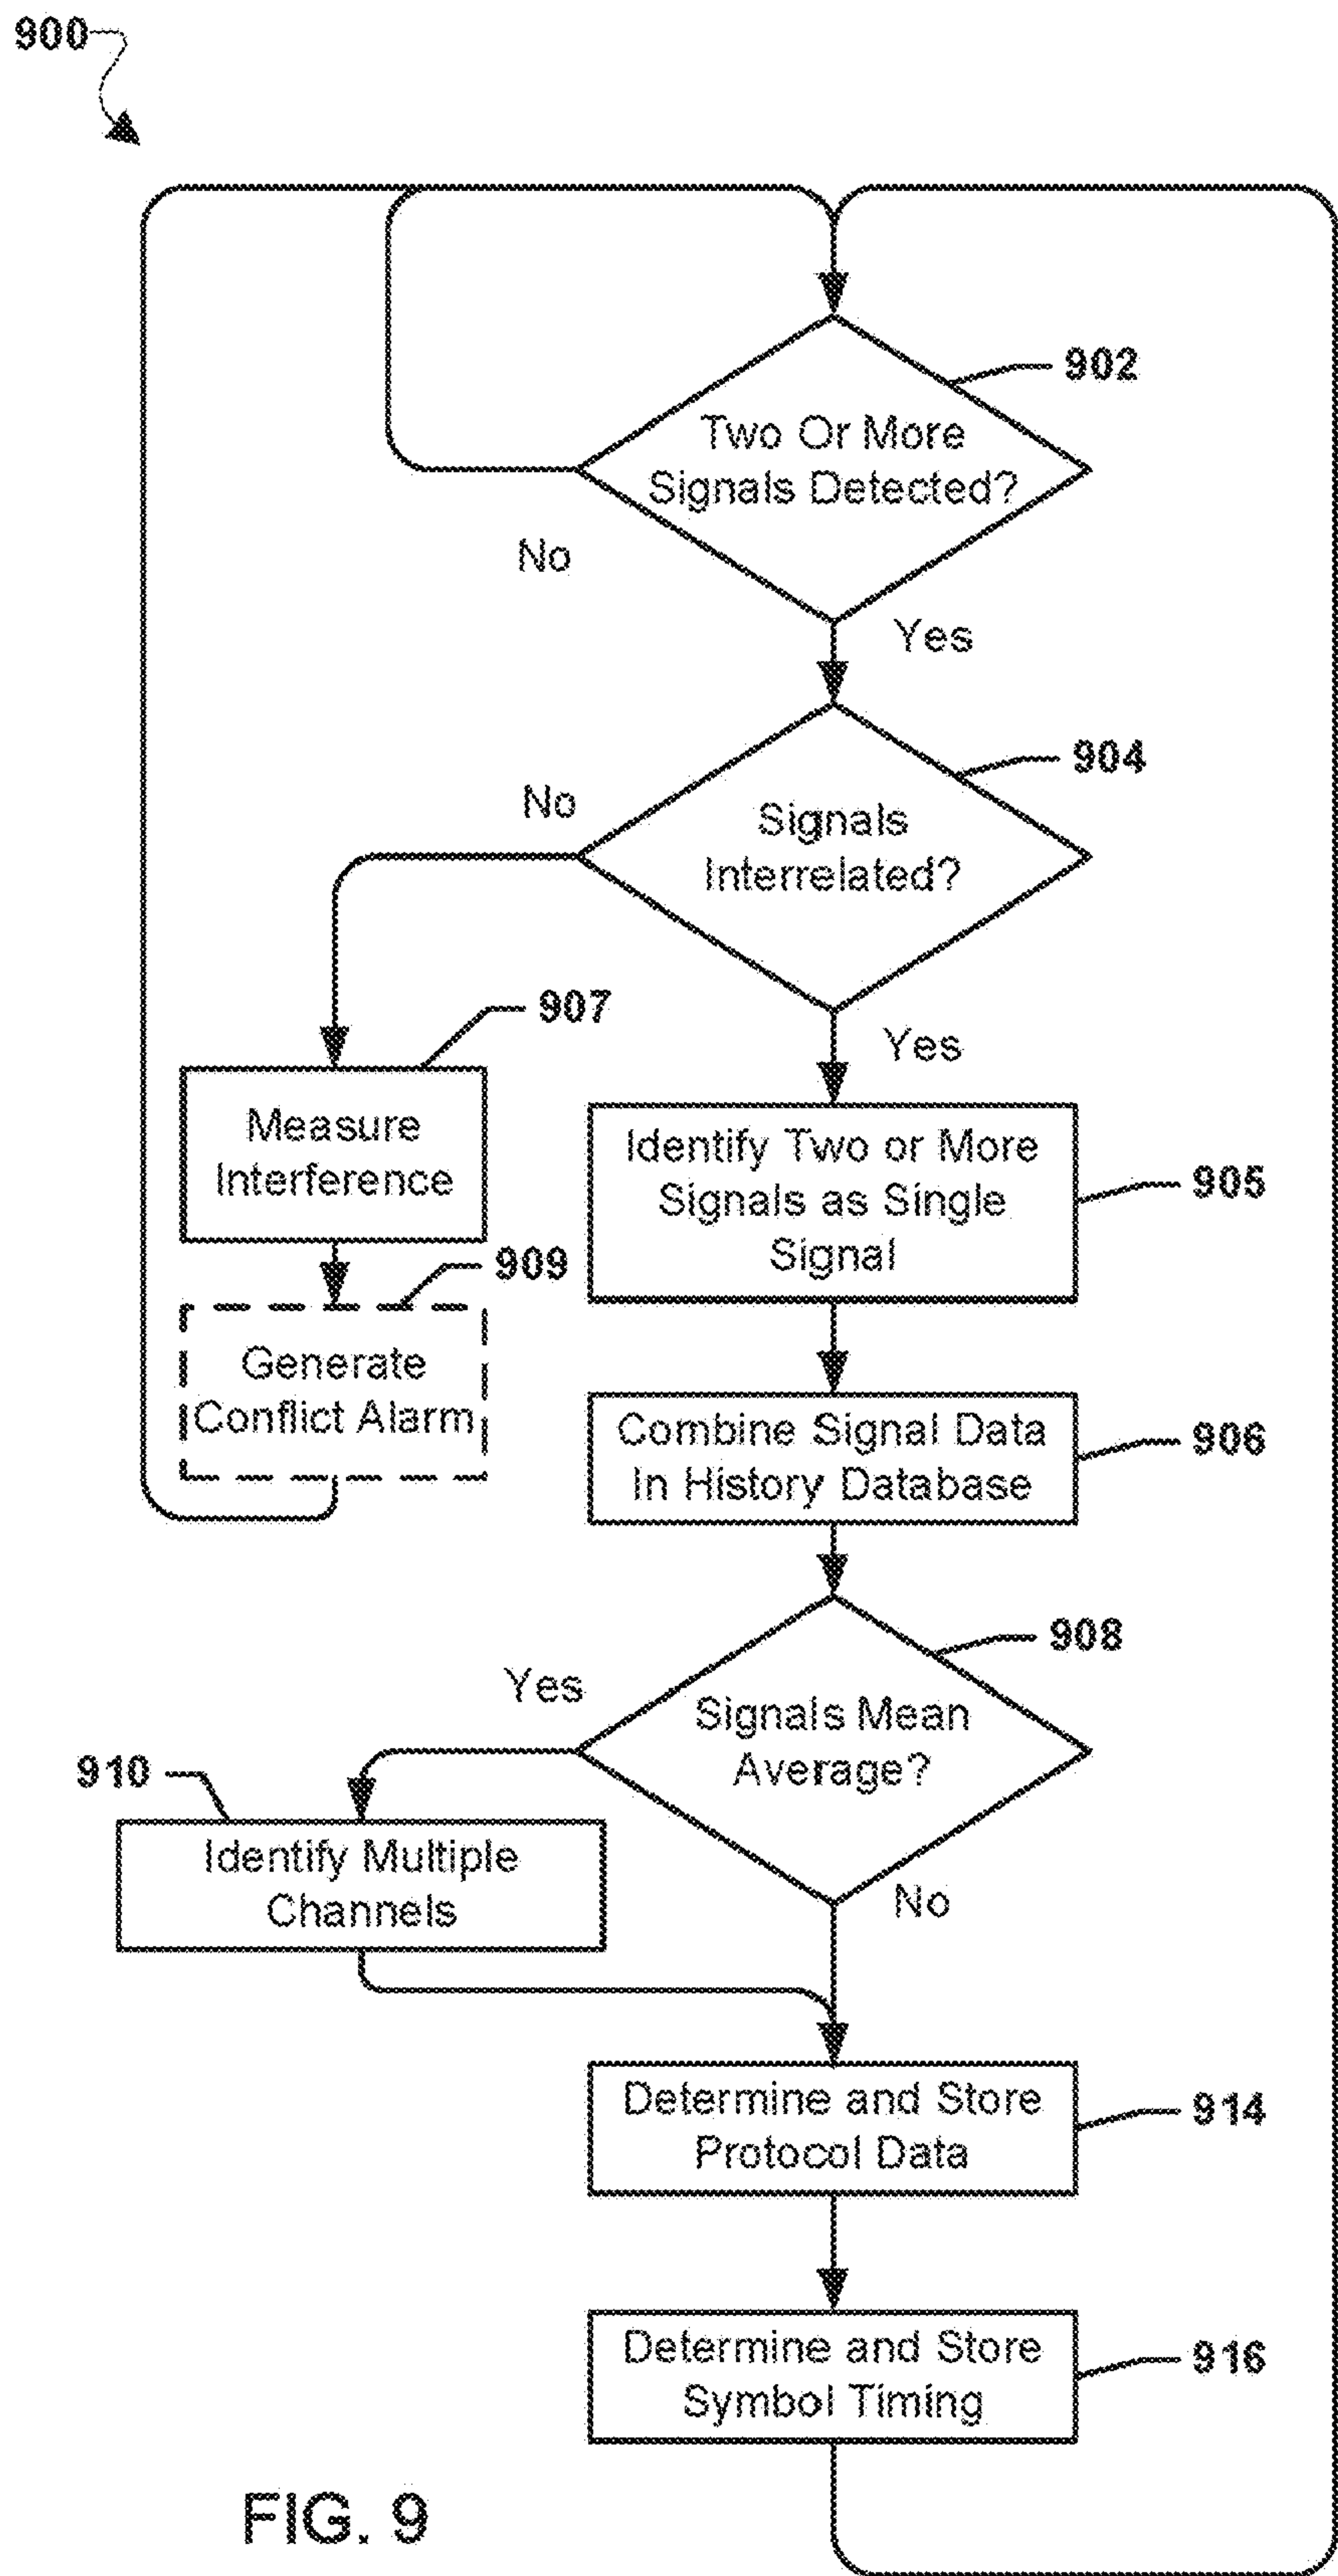 900
902
Two Or More
Signals Detected?
No
Yes
904
No
Signals
Interrelated?
Yes
907
Measure
Interference
Identify Two or More
Signals as Single
Signal
905
909
Generate
Conflict Alarm
Combine Signal Data
In History Database
906
908
Yes
Signals Mean
Average?
910
Identify Multiple
Channels
No
Determine and Store
Protocol Data
914
Determine and Store
Symbol Timing
916
FIG. 9